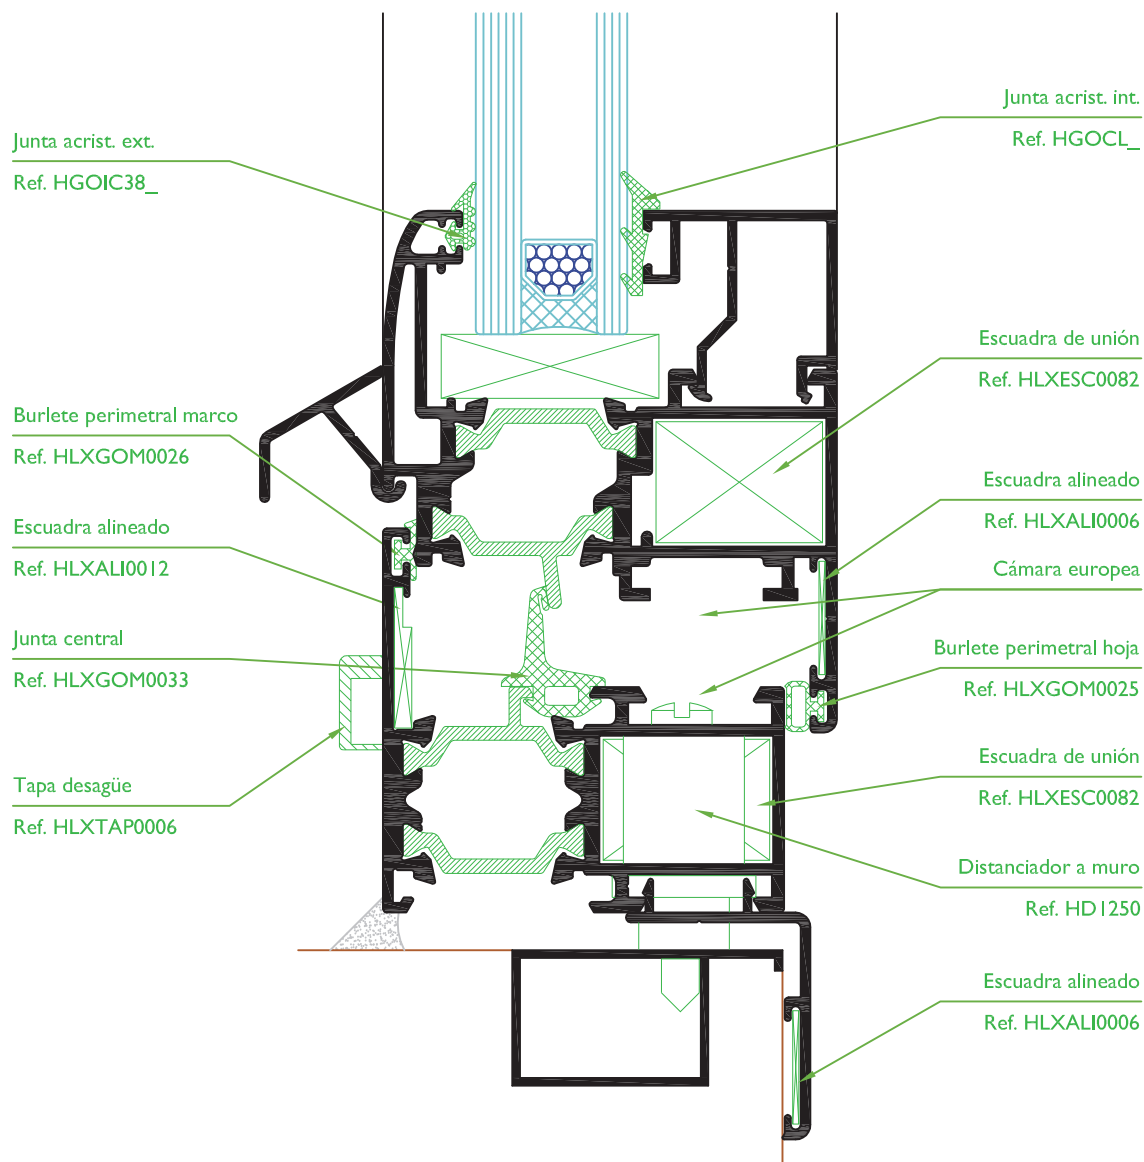 Junta acrist. ext.
Ref. HGOIC38_
Burlete perimetral marco
Ref. HLXGOM0026
Escuadra alineado
Ref. HLXALI0012
Junta central
Ref. HLXGOM0033
Tapa desagüe
Ref. HLXTAP0006
Junta acrist. int.
Ref. HGOCL_
Escuadra de unión
Ref. HLXESC0082
Escuadra alineado
Ref. HLXALI0006
Cámara europea
Burlete perimetral hoja
Ref. HLXGOM0025
Escuadra de unión
Ref. HLXESC0082
Distanciador a muro
Ref. HD1250
Escuadra alineado
Ref. HLXALI0006